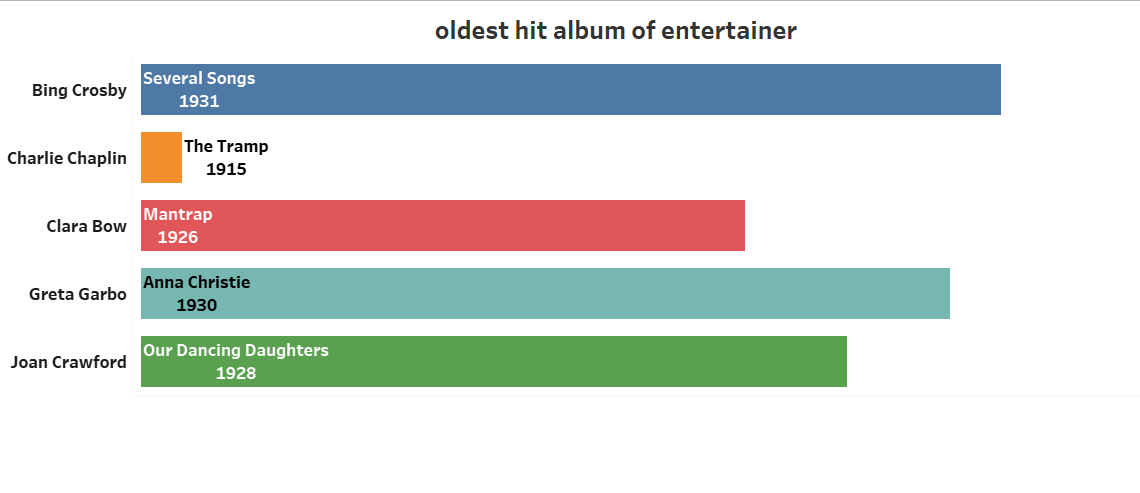 oldest hit album of entertainer
Bing Crosby
Several Songs
1931
Charlie Chaplin
The Tramp
1915
Clara Bow
Mantrap
1926
Greta Garbo
Anna Christie
1930
Joan Crawford
Our Dancing Daughters
1928